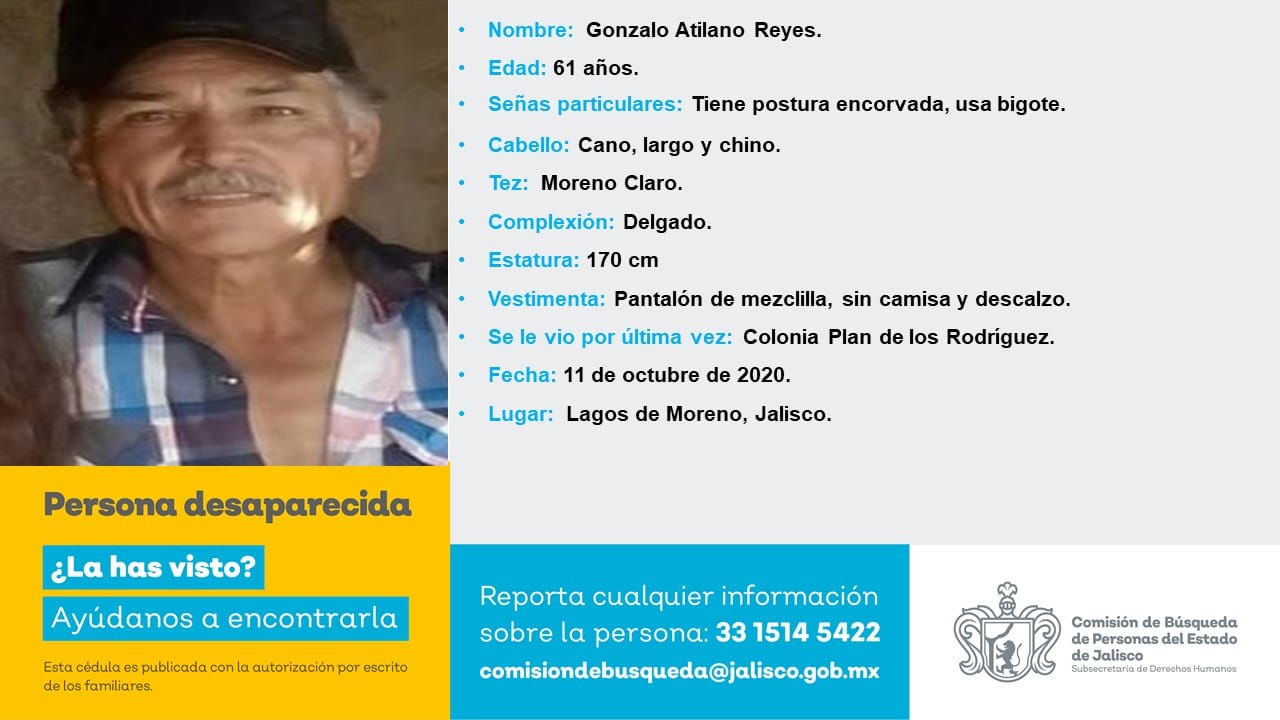 • Nombre: Gonzalo Atilano Reyes.
• Edad: 61 años.
• Señas particulares: Tiene postura encorvada, usa bigote.
• Cabello: Cano, largo y chino.
• Tez: Moreno Claro.
• Complexión: Delgado.
• Estatura: 170 cm
• Vestimenta: Pantalón de mezclilla, sin camisa y descalzo.
• Se le vio por última vez: Colonia Plan de los Rodríguez.
• Fecha: 11 de octubre de 2020.
• Lugar: Lagos de Moreno, Jalisco.
Persona desaparecida
¿La has visto?
Ayúdanos a encontrarla
Esta cédula es publicada con la autorización por escrito
de los familiares.
Reporta cualquier información
sobre la persona: 33 1514 5422
comisiondebusqueda@jalisco.gob.mx
Comisión de Búsqueda
de Personas del Estado
de Jalisco
Subsecretaría de Derechos Humanos